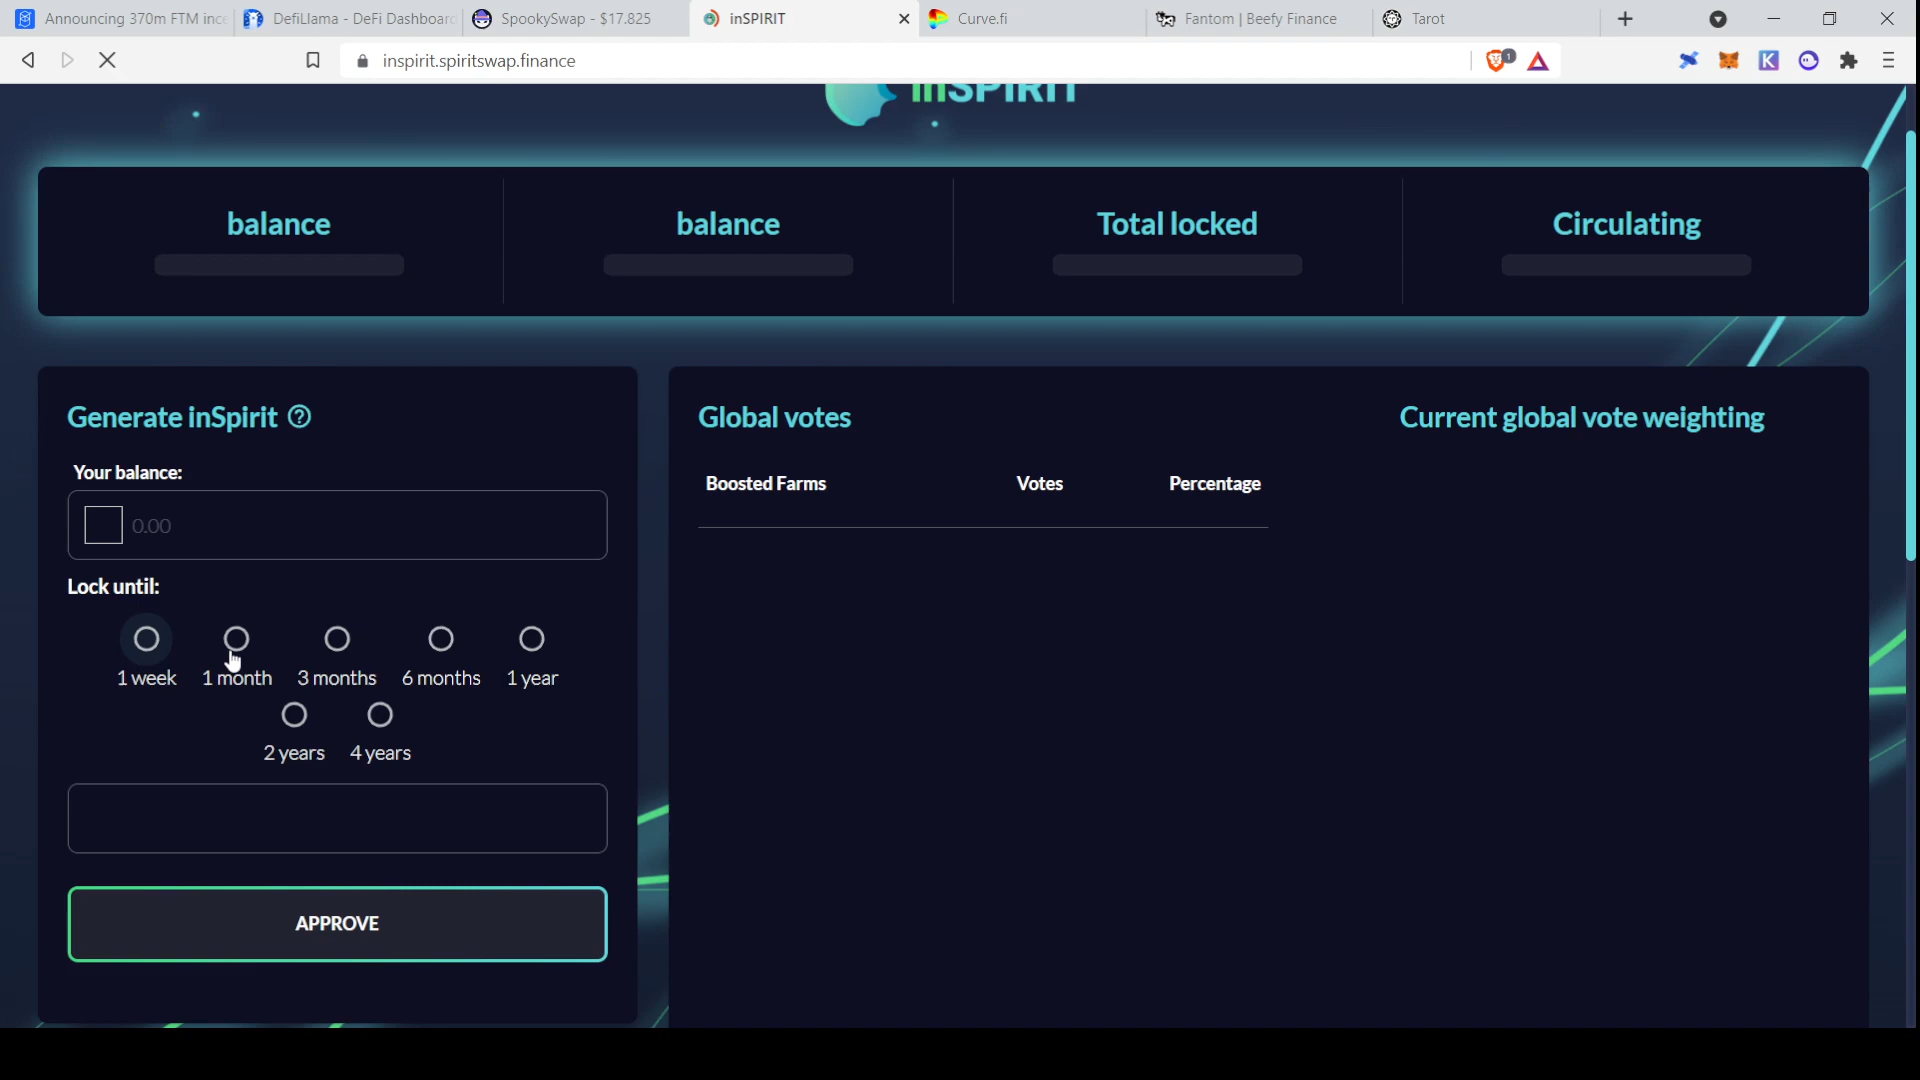 Announcing 370m FTM ince
DefiLlama - DeFi Dashboard
SpookySwap - $17.825
inSPIRIT
Curve.fi
Fantom | Beefy Finance
Tarot
inspirit.spiritswap.finance
1
K
inSPIRIT
balance
balance
Total locked
Circulating
Generate inSpirit ?
Your balance:
0.00
Lock until:
1 week
1 month
3 months
6 months
1 year
2 years
4 years
APPROVE
Global votes
Current global vote weighting
Boosted Farms
Votes
Percentage